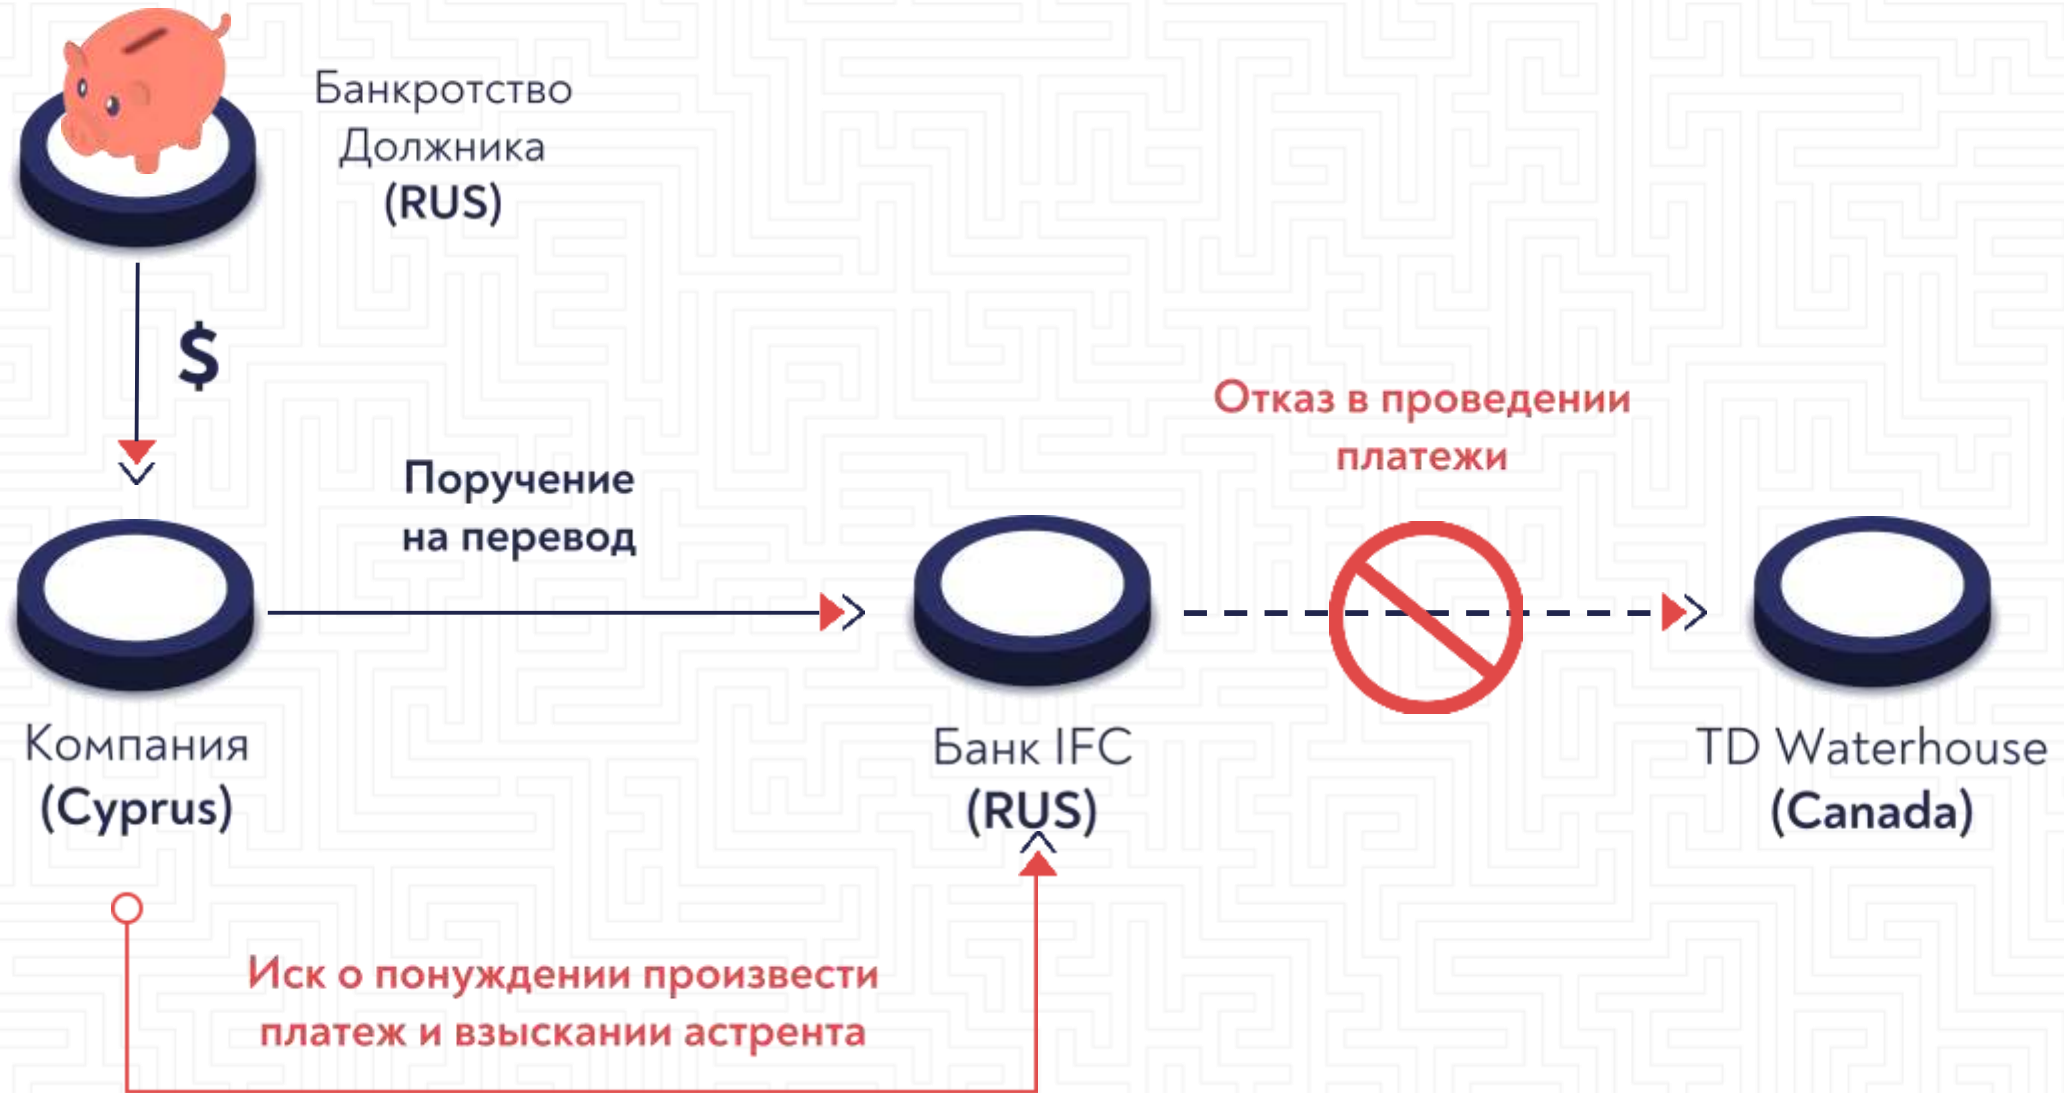 Банкротство
Должника
(RUS)
$
Поручение
на перевод
Отказ в проведении
платежи
Компания
(Cyprus)
Банк IFC
(RUS)
TD Waterhouse
(Canada)
Иск о понуждении произвести
платеж и взыскании астрента